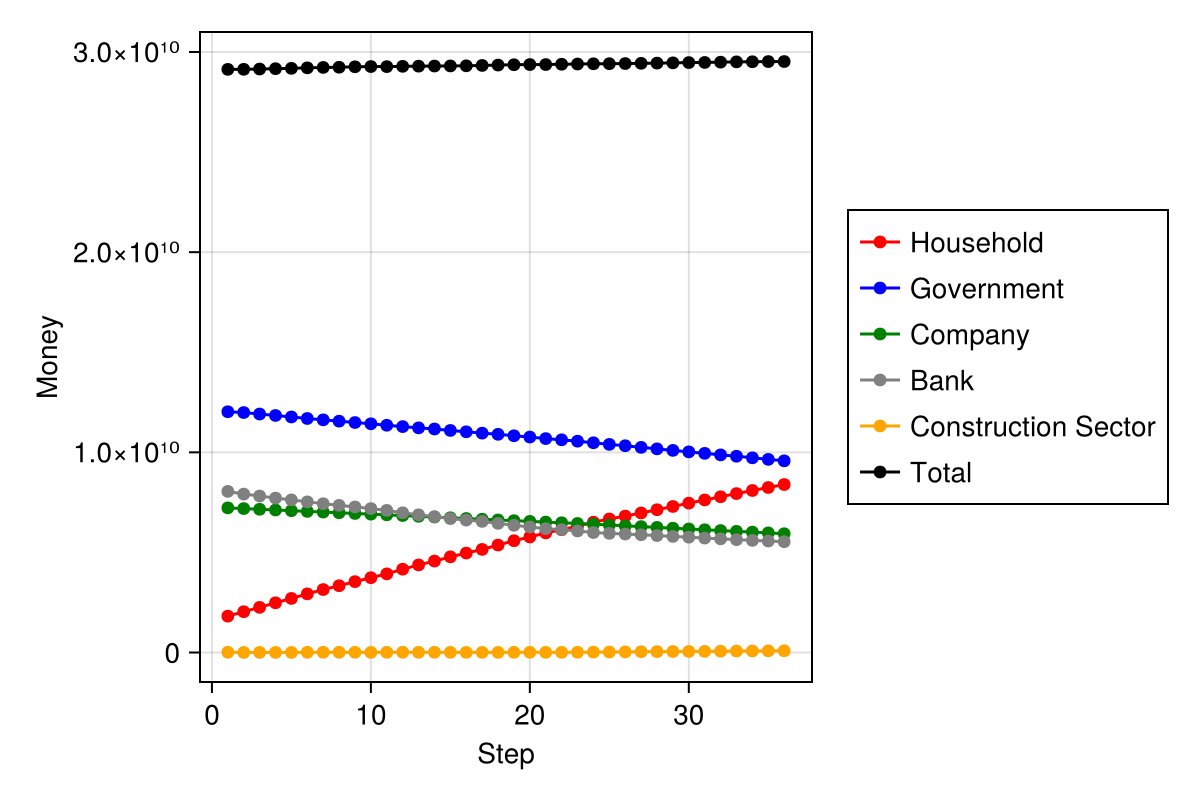 3.0×10¹⁰
2.0×10¹⁰
1.0×10¹⁰
0
Money
0 10 20 30
Step
Household
Government
Company
Bank
Construction Sector
Total